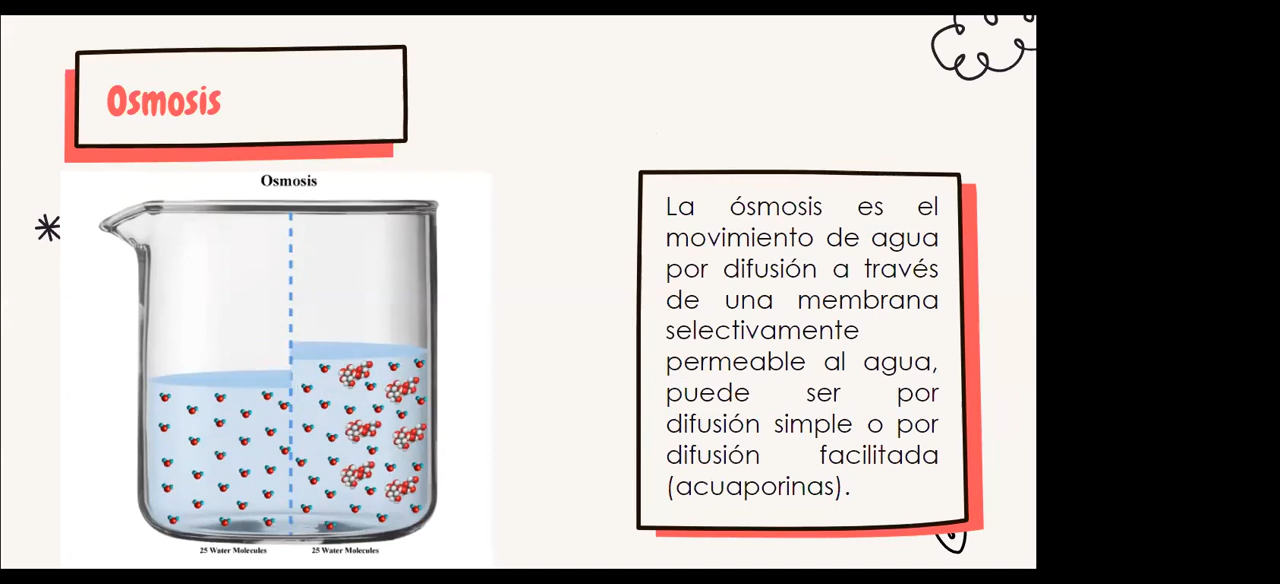 Osmosis
Osmosis
25 Water Molecules
25 Water Molecules
La ósmosis es el
movimiento de agua
por difusión a través
de una membrana
selectivamente
permeable al agua,
puede ser por
difusión simple o por
difusión facilitada
(acuaporinas).